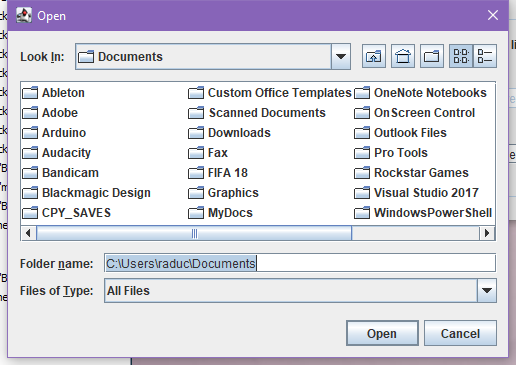 Open
Look In: Documents
Ableton Custom Office Templates OneNote Notebooks
Adobe Scanned Documents OnScreen Control
Arduino Downloads Outlook Files
Audacity Fax Pro Tools
Bandicam FIFA 18 Rockstar Games
Blackmagic Design Graphics Visual Studio 2017
CPY_SAVES MyDocs WindowsPowerShell
Folder name: C:\Users\raduc\Documents
Files of Type: All Files
Open Cancel